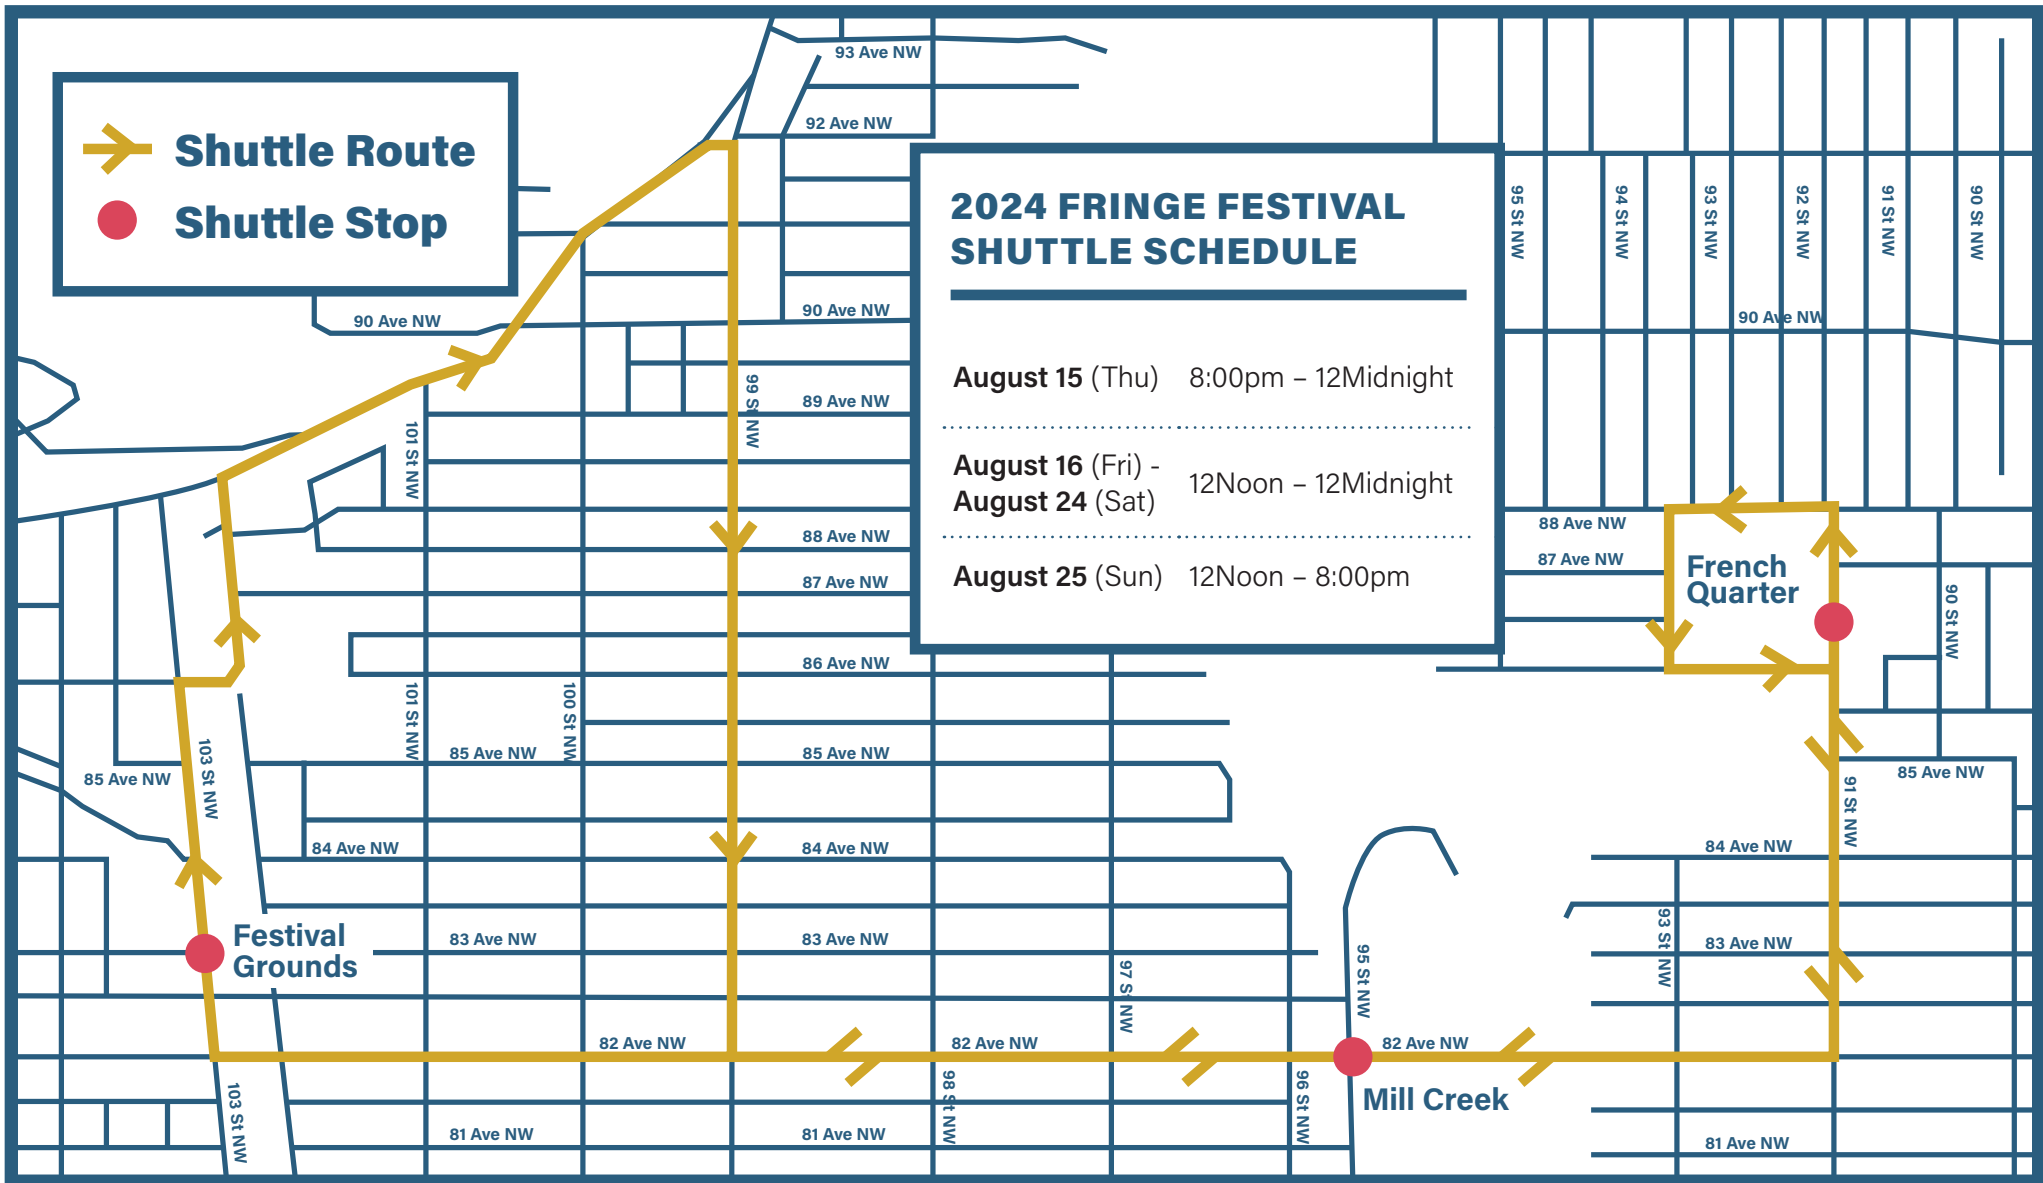 93 Ave NW
Shuttle Route
Shuttle Stop
92 Ave NW
2024 FRINGE FESTIVAL
SHUTTLE SCHEDULE
August 15 (Thu) 8:00pm – 12Midnight
August 16 (Fri) -
August 24 (Sat)
12Noon – 12Midnight
August 25 (Sun) 12Noon – 8:00pm
95 St NW
94 St NW
93 St NW
92 St NW
91 St NW
90 St NW
90 Ave NW
90 Ave NW
90 Ave NW
99 St NW
89 Ave NW
101 St NW
88 Ave NW
88 Ave NW
87 Ave NW
87 Ave NW
French
Quarter
90 St NW
86 Ave NW
101 St NW
100 St NW
103 St NW
85 Ave NW
85 Ave NW
85 Ave NW
85 Ave NW
91 St NW
84 Ave NW
84 Ave NW
84 Ave NW
Festival
Grounds
83 Ave NW
83 Ave NW
93 St NW
83 Ave NW
97 St NW
95 St NW
82 Ave NW
82 Ave NW
82 Ave NW
Mill Creek
103 St NW
98 St NW
96 St NW
81 Ave NW
81 Ave NW
81 Ave NW